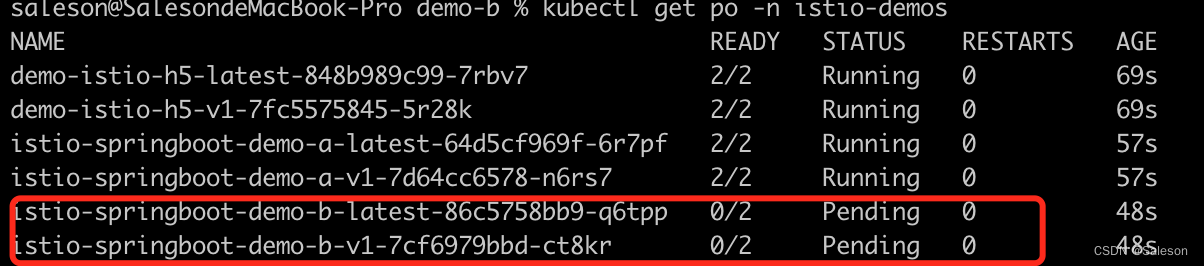 saleson@SalesondeMacBook-Pro demo-b % kubectl get po -n istio-demos
NAME READY STATUS RESTARTS AGE
demo-istio-h5-latest-848b989c99-7rbv7 2/2 Running 0 69s
demo-istio-h5-v1-7fc5575845-5r28k 2/2 Running 0 69s
istio-springboot-demo-a-latest-64d5cf969f-6r7pf 2/2 Running 0 57s
istio-springboot-demo-a-v1-7d64cc6578-n6rs7 2/2 Running 0 57s
istio-springboot-demo-b-latest-86c5758bb9-q6tpp 0/2 Pending 0 48s
istio-springboot-demo-b-v1-7cf6979bbd-ct8kr 0/2 Pending 0 48s
CSDN @Saleson